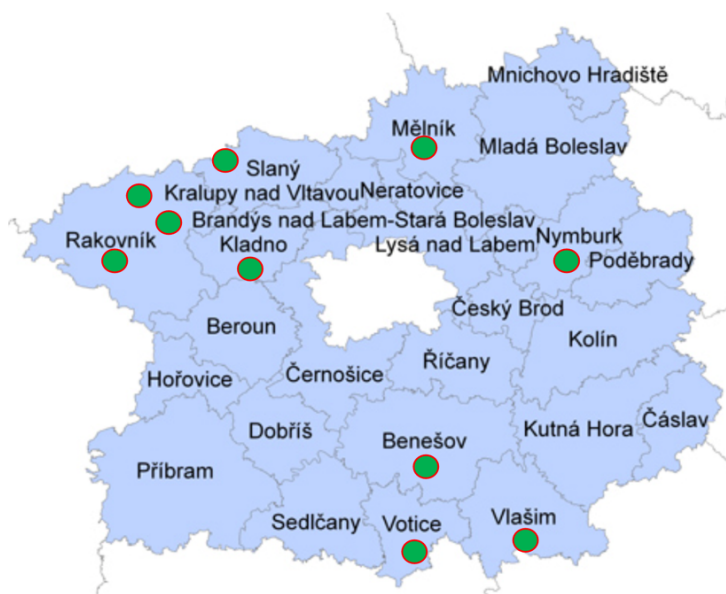 Mnichovo Hradiště
Mělník
Mladá Boleslav
Slaný
Kralupy nad Vltavou
Neratovice
Brandýs nad Labem-Stará Boleslav
Rakovník
Kladno
Lysá nad Labem
Nymburk
Poděbrady
Český Brod
Beroun
Kolín
Říčany
Hořovice
Černošice
Čáslav
Dobříš
Benešov
Kutná Hora
Příbram
Sedlčany
Votice
Vlašim